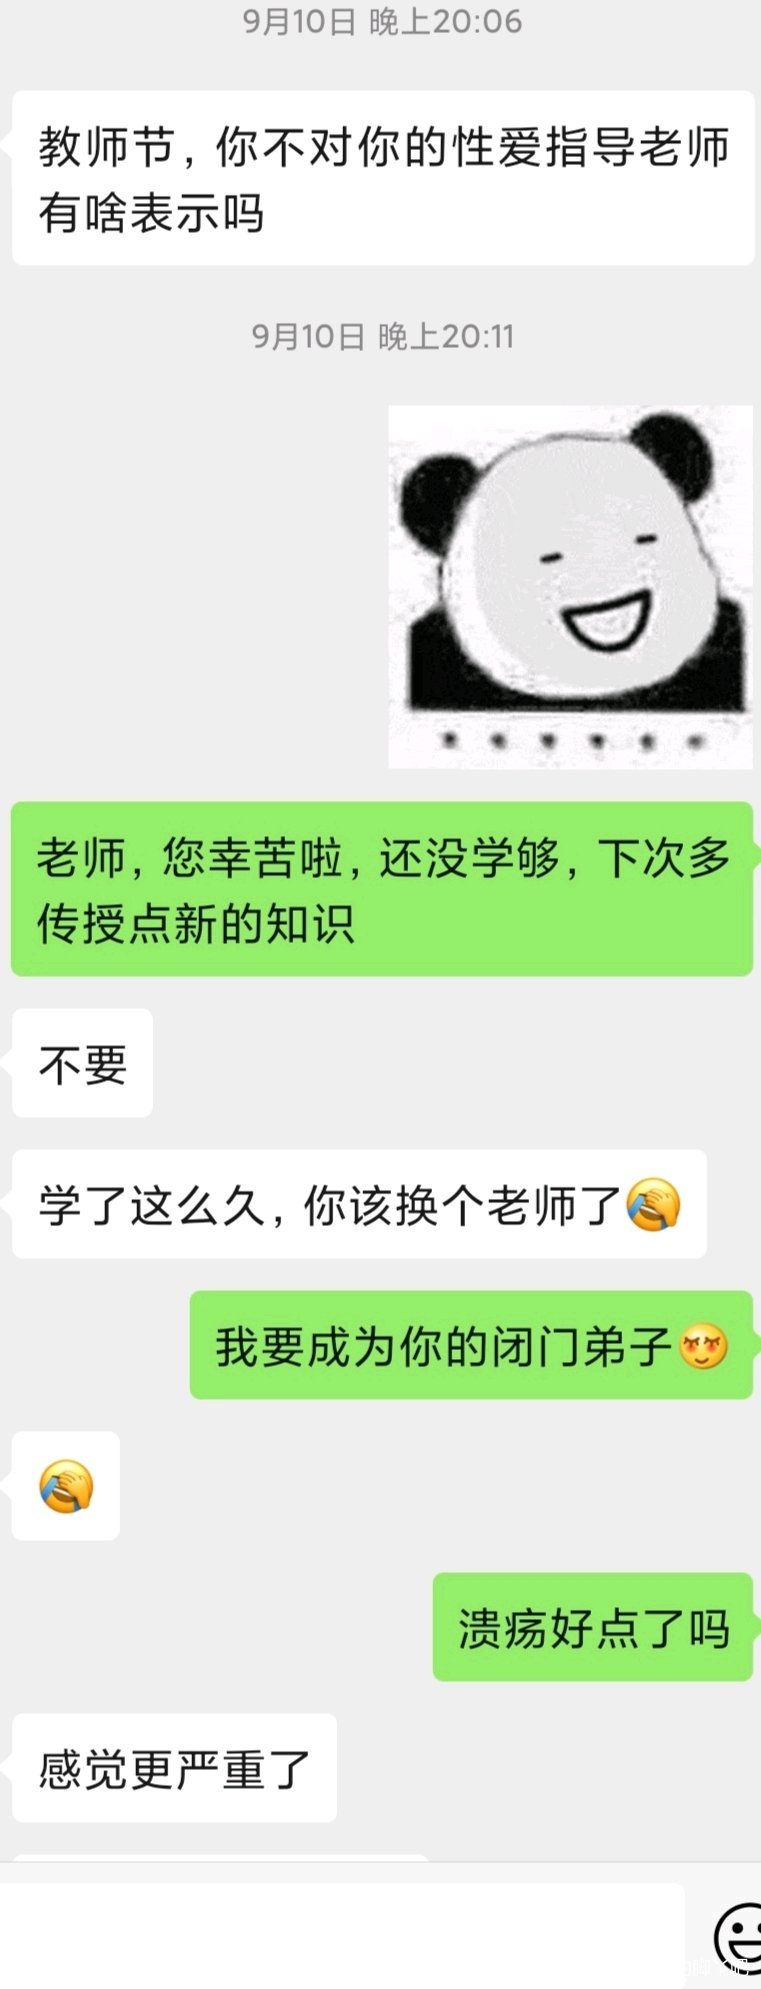 9月10日 晚上20:06
教师节，你不对你的性爱指导老师
有啥表示吗
9月10日 晚上20:11
······
老师，您幸苦啦，还没学够，下次多
传授点新的知识
不要
学了这么久，你该换个老师了🤦
我要成为你的闭门弟子😍
🤦
溃疡好点了吗
感觉更严重了